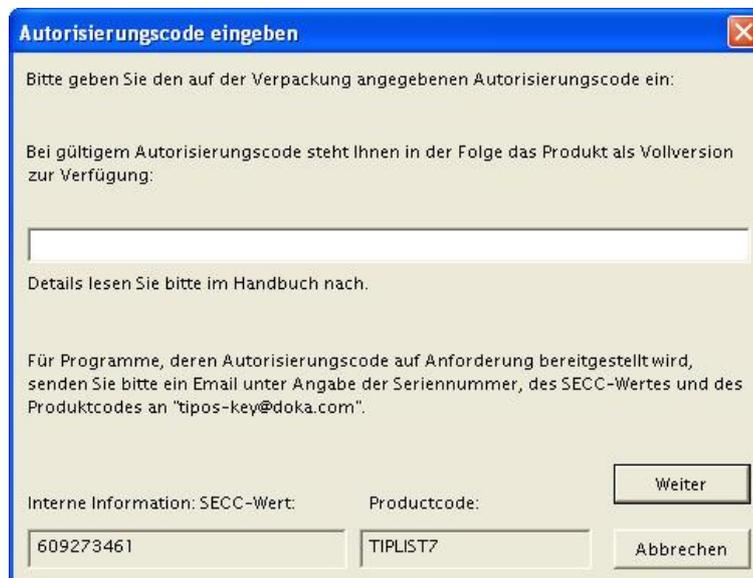 Autorisierungscode eingeben
Bitte geben Sie den auf der Verpackung angegebenen Autorisierungscode ein:
Bei gültigem Autorisierungscode steht Ihnen in der Folge das Produkt als Vollversion
zur Verfügung:
Details lesen Sie bitte im Handbuch nach.
Für Programme, deren Autorisierungscode auf Anforderung bereitgestellt wird,
senden Sie bitte ein Email unter Angabe der Seriennummer, des SECC-Wertes und des
Produktcodes an "tipos-key@doka.com".
Weiter
Interne Information: SECC-Wert:
Productcode:
609273461
TIPLIST7
Abbrechen